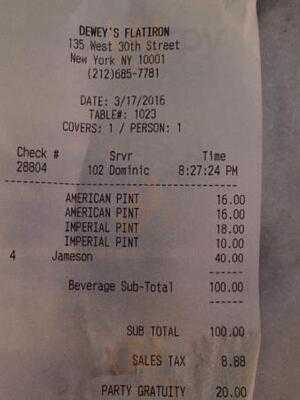 DEWEY'S FLATIRON
135 West 30th Street
New York NY 10001
(212)685-7781
DATE: 3/17/2016
TABLE#: 1023
COVERS: 1 / PERSON: 1
Check # Srvr Time
28804 102 Dominic 8:27:24 PM
AMERICAN PINT 16.00
AMERICAN PINT 16.00
IMPERIAL PINT 18.00
IMPERIAL PINT 10.00
4 Jameson 40.00
Beverage Sub-Total 100.00
SUB TOTAL 100.00
SALES TAX 8.88
PARTY GRATUITY 20.00